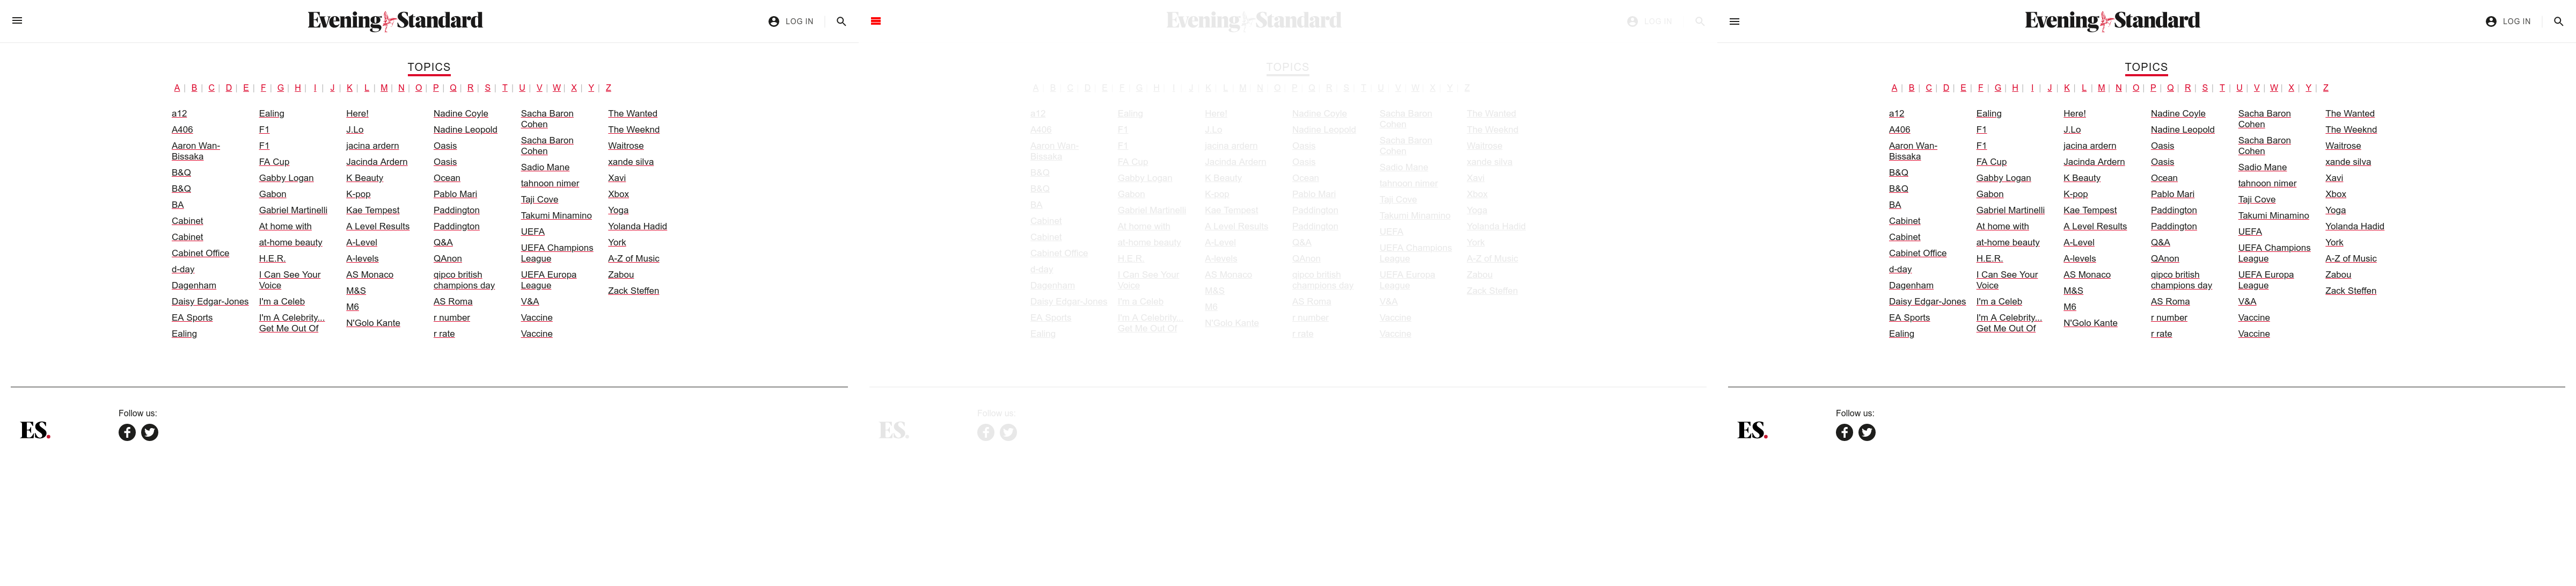 Evening Standard
LOG IN
TOPICS
A | B | C | D | E | F | G | H | I | J | K | L | M | N | O | P | Q | R | S | T | U | V | W | X | Y | Z
a12
A406
Aaron Wan-
Bissaka
B&Q
B&Q
BA
Cabinet
Cabinet
Cabinet Office
d-day
Dagenham
Daisy Edgar-Jones
EA Sports
Ealing
Ealing
F1
F1
FA Cup
Gabby Logan
Gabon
Gabriel Martinelli
At home with
at-home beauty
H.E.R.
I Can See Your
Voice
I'm a Celeb
I'm A Celebrity...
Get Me Out Of
Here!
J.Lo
jacina ardern
Jacinda Ardern
K Beauty
K-pop
Kae Tempest
A Level Results
A-Level
A-levels
AS Monaco
M&S
M6
N'Golo Kante
Nadine Coyle
Nadine Leopold
Oasis
Oasis
Ocean
Pablo Mari
Paddington
Paddington
Q&A
QAnon
qipco british
champions day
AS Roma
r number
r rate
Sacha Baron
Cohen
Sacha Baron
Cohen
Sadio Mane
tahnoon nimer
Taji Cove
Takumi Minamino
UEFA
UEFA Champions
League
UEFA Europa
League
V&A
Vaccine
Vaccine
The Wanted
The Weeknd
Waitrose
xande silva
Xavi
Xbox
Yoga
Yolanda Hadid
York
A-Z of Music
Zabou
Zack Steffen
ES.
Follow us:
Evening Standard
LOG IN
TOPICS
A | B | C | D | E | F | G | H | I | J | K | L | M | N | O | P | Q | R | S | T | U | V | W | X | Y | Z
a12
A406
Aaron Wan-
Bissaka
B&Q
B&Q
BA
Cabinet
Cabinet
Cabinet Office
d-day
Dagenham
Daisy Edgar-Jones
EA Sports
Ealing
Ealing
F1
F1
FA Cup
Gabby Logan
Gabon
Gabriel Martinelli
At home with
at-home beauty
H.E.R.
I Can See Your
Voice
I'm a Celeb
I'm A Celebrity...
Get Me Out Of
Here!
J.Lo
jacina ardern
Jacinda Ardern
K Beauty
K-pop
Kae Tempest
A Level Results
A-Level
A-levels
AS Monaco
M&S
M6
N'Golo Kante
Nadine Coyle
Nadine Leopold
Oasis
Oasis
Ocean
Pablo Mari
Paddington
Paddington
Q&A
QAnon
qipco british
champions day
AS Roma
r number
r rate
Sacha Baron
Cohen
Sacha Baron
Cohen
Sadio Mane
tahnoon nimer
Taji Cove
Takumi Minamino
UEFA
UEFA Champions
League
UEFA Europa
League
V&A
Vaccine
Vaccine
The Wanted
The Weeknd
Waitrose
xande silva
Xavi
Xbox
Yoga
Yolanda Hadid
York
A-Z of Music
Zabou
Zack Steffen
ES.
Follow us:
Evening Standard
LOG IN
TOPICS
A | B | C | D | E | F | G | H | I | J | K | L | M | N | O | P | Q | R | S | T | U | V | W | X | Y | Z
a12
A406
Aaron Wan-
Bissaka
B&Q
B&Q
BA
Cabinet
Cabinet
Cabinet Office
d-day
Dagenham
Daisy Edgar-Jones
EA Sports
Ealing
Ealing
F1
F1
FA Cup
Gabby Logan
Gabon
Gabriel Martinelli
At home with
at-home beauty
H.E.R.
I Can See Your
Voice
I'm a Celeb
I'm A Celebrity...
Get Me Out Of
Here!
J.Lo
jacina ardern
Jacinda Ardern
K Beauty
K-pop
Kae Tempest
A Level Results
A-Level
A-levels
AS Monaco
M&S
M6
N'Golo Kante
Nadine Coyle
Nadine Leopold
Oasis
Oasis
Ocean
Pablo Mari
Paddington
Paddington
Q&A
QAnon
qipco british
champions day
AS Roma
r number
r rate
Sacha Baron
Cohen
Sacha Baron
Cohen
Sadio Mane
tahnoon nimer
Taji Cove
Takumi Minamino
UEFA
UEFA Champions
League
UEFA Europa
League
V&A
Vaccine
Vaccine
The Wanted
The Weeknd
Waitrose
xande silva
Xavi
Xbox
Yoga
Yolanda Hadid
York
A-Z of Music
Zabou
Zack Steffen
ES.
Follow us: